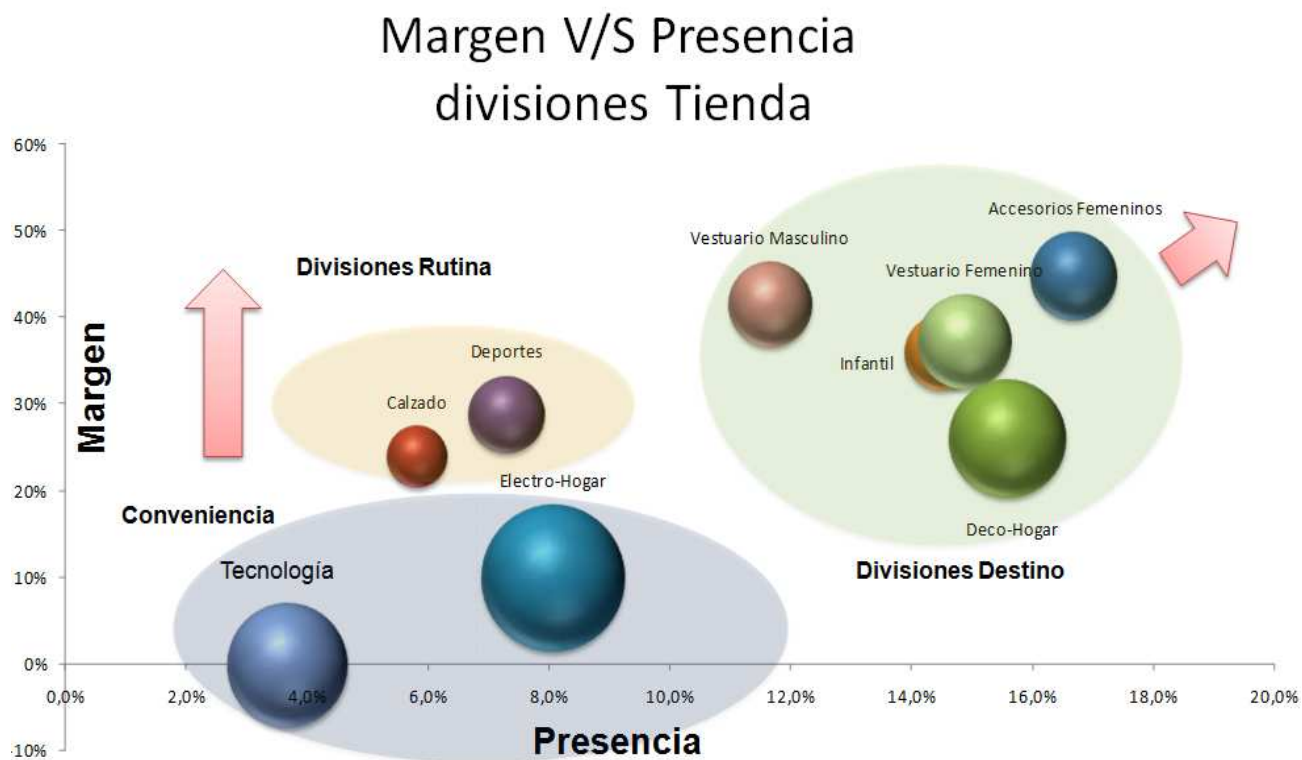 Margen V/S Presencia
divisiones Tienda
60%
50%
40%
30%
20%
10%
0%
-10%
Margen
Divisiones Rutina
Deportes
Calzado
Conveniencia
Electro-Hogar
Tecnología
Vestuario Masculino
Accesorios Femeninos
Vestuario Femenino
Infantil
Deco-Hogar
Divisiones Destino
0,0% 2,0% 4,0% 6,0% 8,0% 10,0% 12,0% 14,0% 16,0% 18,0% 20,0%
Presencia